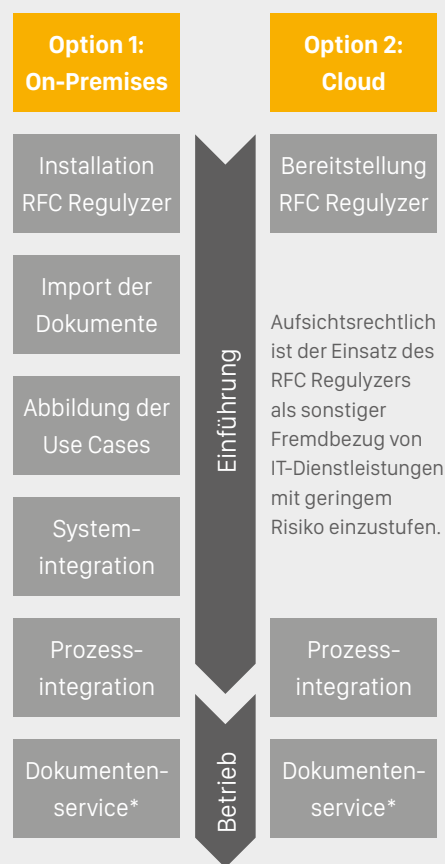 Option 1:
On-Premises
Installation
RFC Regulyzer
Import der
Dokumente
Abbildung der
Use Cases
System-
integration
Prozess-
integration
Dokumenten-
service*
Einführung
Betrieb
Option 2:
Cloud
Bereitstellung
RFC Regulyzer
Aufsichtsrechtlich
ist der Einsatz des
RFC Regulyzers
als sonstiger
Fremdbezug von
IT-Dienstleistungen
mit geringem
Risiko einzustufen.
Prozess-
integration
Dokumenten-
service*